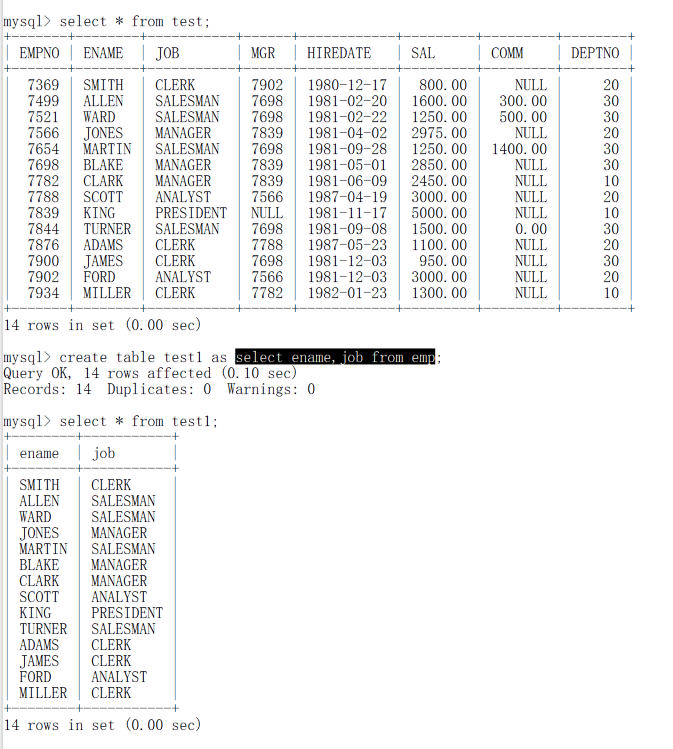 mysql> select * from test;
+-------+--------+-----------+------+------------+---------+---------+--------+
| EMPNO | ENAME | JOB | MGR | HIREDATE | SAL | COMM | DEPTNO |
+-------+--------+-----------+------+------------+---------+---------+--------+
| 7369 | SMITH | CLERK | 7902 | 1980-12-17 | 800.00 | NULL | 20 |
| 7499 | ALLEN | SALESMAN | 7698 | 1981-02-20 | 1600.00 | 300.00 | 30 |
| 7521 | WARD | SALESMAN | 7698 | 1981-02-22 | 1250.00 | 500.00 | 30 |
| 7566 | JONES | MANAGER | 7839 | 1981-04-02 | 2975.00 | NULL | 20 |
| 7654 | MARTIN | SALESMAN | 7698 | 1981-09-28 | 1250.00 | 1400.00 | 30 |
| 7698 | BLAKE | MANAGER | 7839 | 1981-05-01 | 2850.00 | NULL | 30 |
| 7782 | CLARK | MANAGER | 7839 | 1981-06-09 | 2450.00 | NULL | 10 |
| 7788 | SCOTT | ANALYST | 7566 | 1987-04-19 | 3000.00 | NULL | 20 |
| 7839 | KING | PRESIDENT | NULL | 1981-11-17 | 5000.00 | NULL | 10 |
| 7844 | TURNER | SALESMAN | 7698 | 1981-09-08 | 1500.00 | 0.00 | 30 |
| 7876 | ADAMS | CLERK | 7788 | 1987-05-23 | 1100.00 | NULL | 20 |
| 7900 | JAMES | CLERK | 7698 | 1981-12-03 | 950.00 | NULL | 30 |
| 7902 | FORD | ANALYST | 7566 | 1981-12-03 | 3000.00 | NULL | 20 |
| 7934 | MILLER | CLERK | 7782 | 1982-01-23 | 1300.00 | NULL | 10 |
+-------+--------+-----------+------+------------+---------+---------+--------+
14 rows in set (0.00 sec)
mysql> create table test1 as select ename,job from emp;
Query OK, 14 rows affected (0.10 sec)
Records: 14  Duplicates: 0  Warnings: 0
mysql> select * from test1;
+--------+-----------+
| ename | job |
+--------+-----------+
| SMITH | CLERK |
| ALLEN | SALESMAN |
| WARD | SALESMAN |
| JONES | MANAGER |
| MARTIN | SALESMAN |
| BLAKE | MANAGER |
| CLARK | MANAGER |
| SCOTT | ANALYST |
| KING | PRESIDENT |
| TURNER | SALESMAN |
| ADAMS | CLERK |
| JAMES | CLERK |
| FORD | ANALYST |
| MILLER | CLERK |
+--------+-----------+
14 rows in set (0.00 sec)